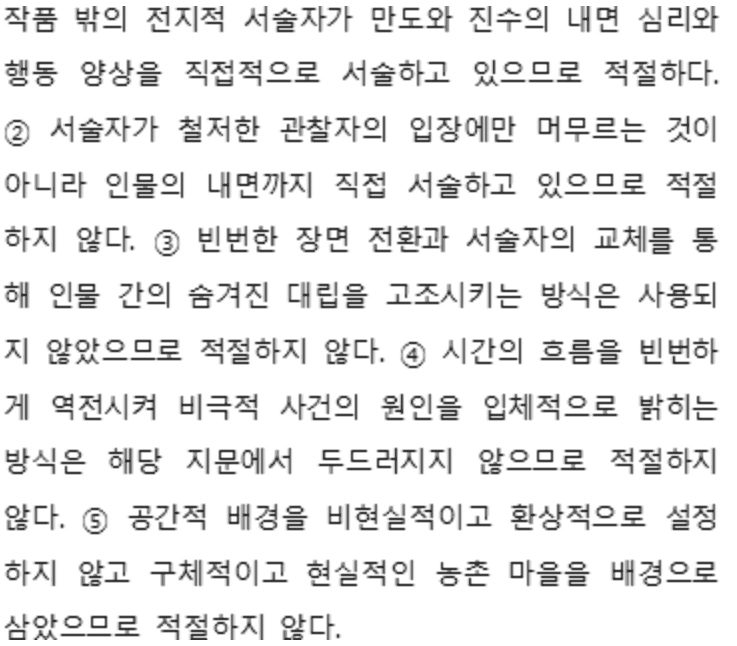 작품 밖의 전지적 서술자가 만도와 진수의 내면 심리와
행동 양상을 직접적으로 서술하고 있으므로 적절하다.
② 서술자가 철저한 관찰자의 입장에만 머무르는 것이
아니라 인물의 내면까지 직접 서술하고 있으므로 적절
하지 않다. ③ 빈번한 장면 전환과 서술자의 교체를 통
해 인물 간의 숨겨진 대립을 고조시키는 방식은 사용되
지 않았으므로 적절하지 않다. ④ 시간의 흐름을 빈번하
게 역전시켜 비극적 사건의 원인을 입체적으로 밝히는
방식은 해당 지문에서 두드러지지 않으므로 적절하지
않다. ⑤ 공간적 배경을 비현실적이고 환상적으로 설정
하지 않고 구체적이고 현실적인 농촌 마을을 배경으로
삼았으므로 적절하지 않다.